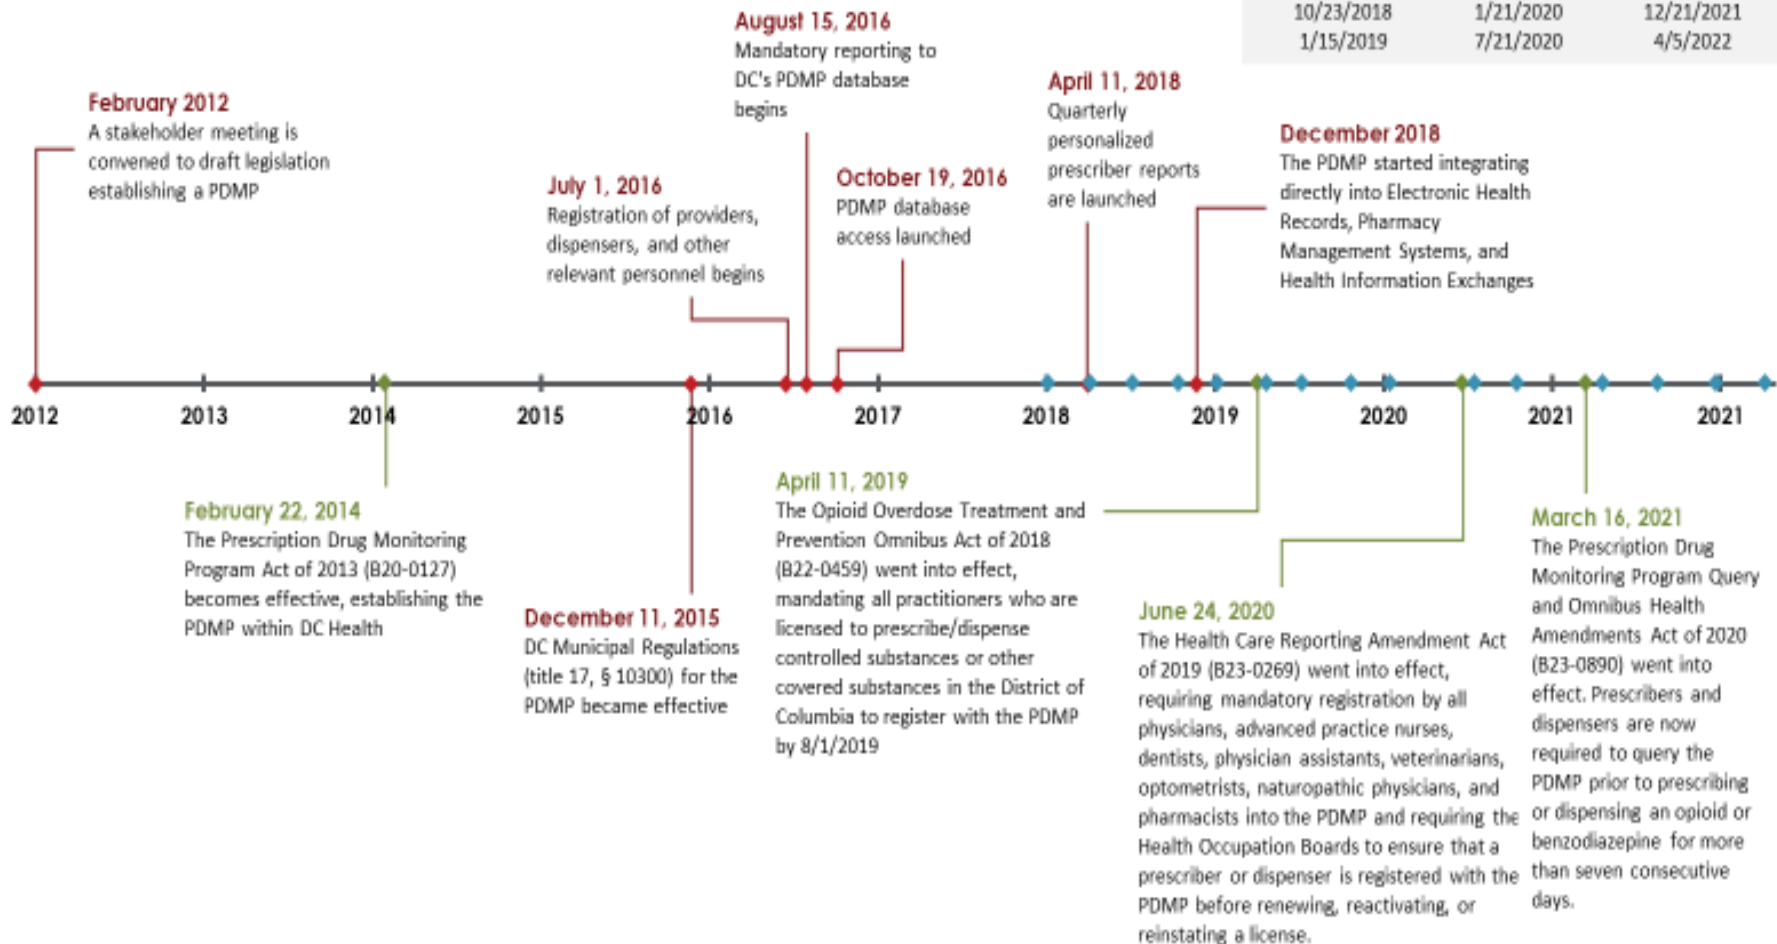 10/23/2018 1/21/2020 12/21/2021
1/15/2019 7/21/2020 4/5/2022
August 15, 2016
Mandatory reporting to
DC's PDMP database
begins
February 2012
A stakeholder meeting is
convened to draft legislation
establishing a PDMP
July 1, 2016
Registration of providers,
dispensers, and other
relevant personnel begins
October 19, 2016
PDMP database
access launched
April 11, 2018
Quarterly
personalized
prescriber reports
are launched
December 2018
The PDMP started integrating
directly into Electronic Health
Records, Pharmacy
Management Systems, and
Health Information Exchanges
2012 2013 2014 2015 2016 2017 2018 2019 2020 2021 2021
February 22, 2014
The Prescription Drug Monitoring
Program Act of 2013 (B20-0127)
becomes effective, establishing the
PDMP within DC Health
December 11, 2015
DC Municipal Regulations
(title 17, § 10300) for the
PDMP became effective
April 11, 2019
The Opioid Overdose Treatment and
Prevention Omnibus Act of 2018
(B22-0459) went into effect,
mandating all practitioners who are
licensed to prescribe/dispense
controlled substances or other
covered substances in the District of
Columbia to register with the PDMP
by 8/1/2019
June 24, 2020
The Health Care Reporting Amendment Act
of 2019 (B23-0269) went into effect,
requiring mandatory registration by all
physicians, advanced practice nurses,
dentists, physician assistants, veterinarians,
optometrists, naturopathic physicians, and
pharmacists into the PDMP and requiring the
Health Occupation Boards to ensure that a
prescriber or dispenser is registered with the
PDMP before renewing, reactivating, or
reinstating a license.
March 16, 2021
The Prescription Drug
Monitoring Program Query
and Omnibus Health
Amendments Act of 2020
(B23-0890) went into
effect. Prescribers and
dispensers are now
required to query the
PDMP prior to prescribing
or dispensing an opioid or
benzodiazepine for more
than seven consecutive
days.